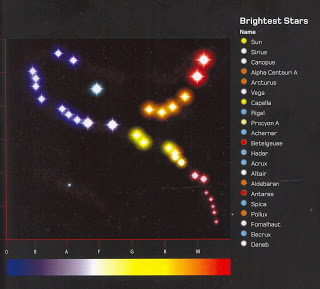 Brightest Stars
Name
Sun
Sirius
Canopus
Alpha Centauri A
Arcturus
Vega
Capella
Rigel
Procyon A
Achernar
Betelgeuse
Hadar
Acrux
Altair
Aldebaran
Antares
Spica
Pollux
Fomalhaut
Becrux
Deneb
O B A F G K M